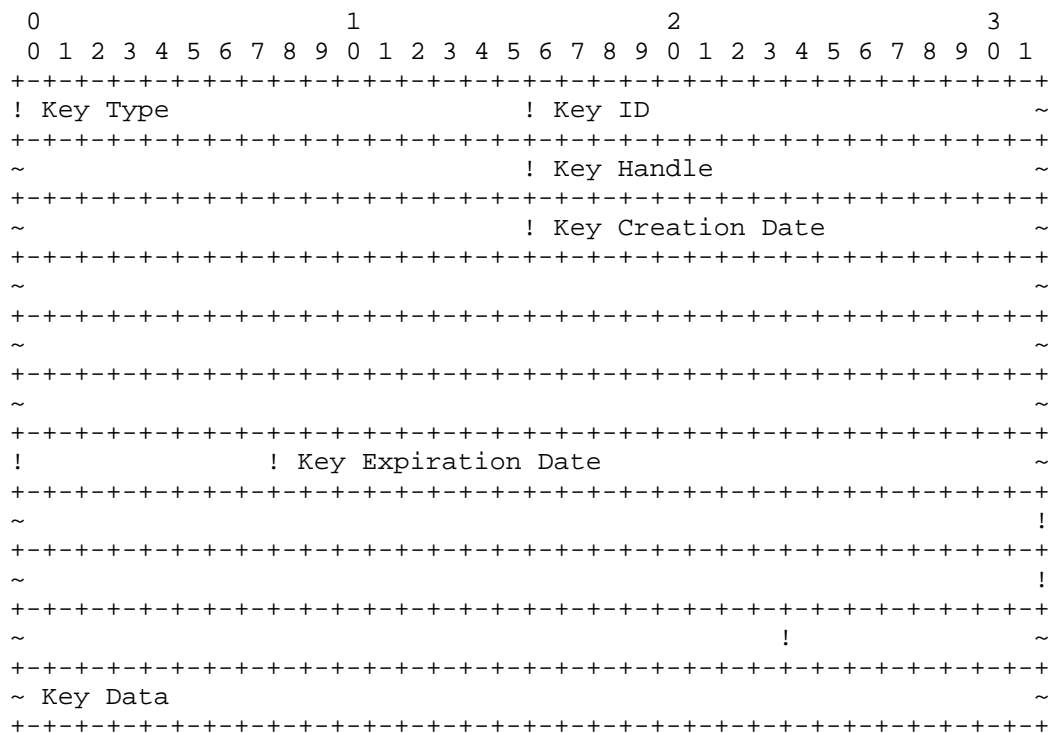 0                   1                   2                   3
 0 1 2 3 4 5 6 7 8 9 0 1 2 3 4 5 6 7 8 9 0 1 2 3 4 5 6 7 8 9 0 1
+-+-+-+-+-+-+-+-+-+-+-+-+-+-+-+-+-+-+-+-+-+-+-+-+-+-+-+-+-+-+-+-+
! Key Type                      ! Key ID                        ~
+-+-+-+-+-+-+-+-+-+-+-+-+-+-+-+-+-+-+-+-+-+-+-+-+-+-+-+-+-+-+-+-+
~                               ! Key Handle                    ~
+-+-+-+-+-+-+-+-+-+-+-+-+-+-+-+-+-+-+-+-+-+-+-+-+-+-+-+-+-+-+-+-+
~                               ! Key Creation Date             ~
+-+-+-+-+-+-+-+-+-+-+-+-+-+-+-+-+-+-+-+-+-+-+-+-+-+-+-+-+-+-+-+-+
~                                                               ~
+-+-+-+-+-+-+-+-+-+-+-+-+-+-+-+-+-+-+-+-+-+-+-+-+-+-+-+-+-+-+-+-+
~                                                               ~
+-+-+-+-+-+-+-+-+-+-+-+-+-+-+-+-+-+-+-+-+-+-+-+-+-+-+-+-+-+-+-+-+
~                                                               ~
+-+-+-+-+-+-+-+-+-+-+-+-+-+-+-+-+-+-+-+-+-+-+-+-+-+-+-+-+-+-+-+-+
!               ! Key Expiration Date                           ~
+-+-+-+-+-+-+-+-+-+-+-+-+-+-+-+-+-+-+-+-+-+-+-+-+-+-+-+-+-+-+-+-+
~                                                               !
+-+-+-+-+-+-+-+-+-+-+-+-+-+-+-+-+-+-+-+-+-+-+-+-+-+-+-+-+-+-+-+-+
~                                                               !
+-+-+-+-+-+-+-+-+-+-+-+-+-+-+-+-+-+-+-+-+-+-+-+-+-+-+-+-+-+-+-+-+
~                                               !               ~
+-+-+-+-+-+-+-+-+-+-+-+-+-+-+-+-+-+-+-+-+-+-+-+-+-+-+-+-+-+-+-+-+
~ Key Data                                                      ~
+-+-+-+-+-+-+-+-+-+-+-+-+-+-+-+-+-+-+-+-+-+-+-+-+-+-+-+-+-+-+-+-+